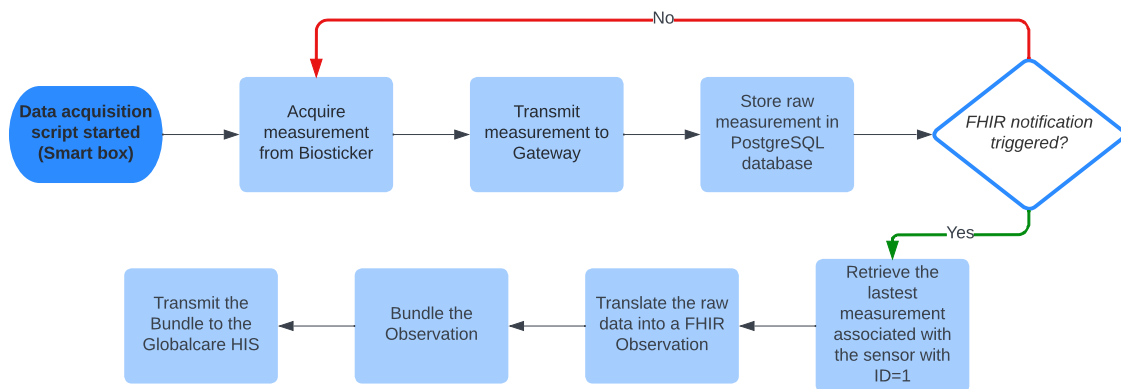 No
Data acquisition
script started
(Smart box)
Acquire
measurement
from Biosticker
Transmit
measurement to
Gateway
Store raw
measurement in
PostgreSQL
database
FHIR notification
triggered?
Yes
Retrieve the
lastest
measurement
associated with
the sensor with
ID=1
Translate the raw
data into a FHIR
Observation
Bundle the
Observation
Transmit the
Bundle to the
Globalcare HIS